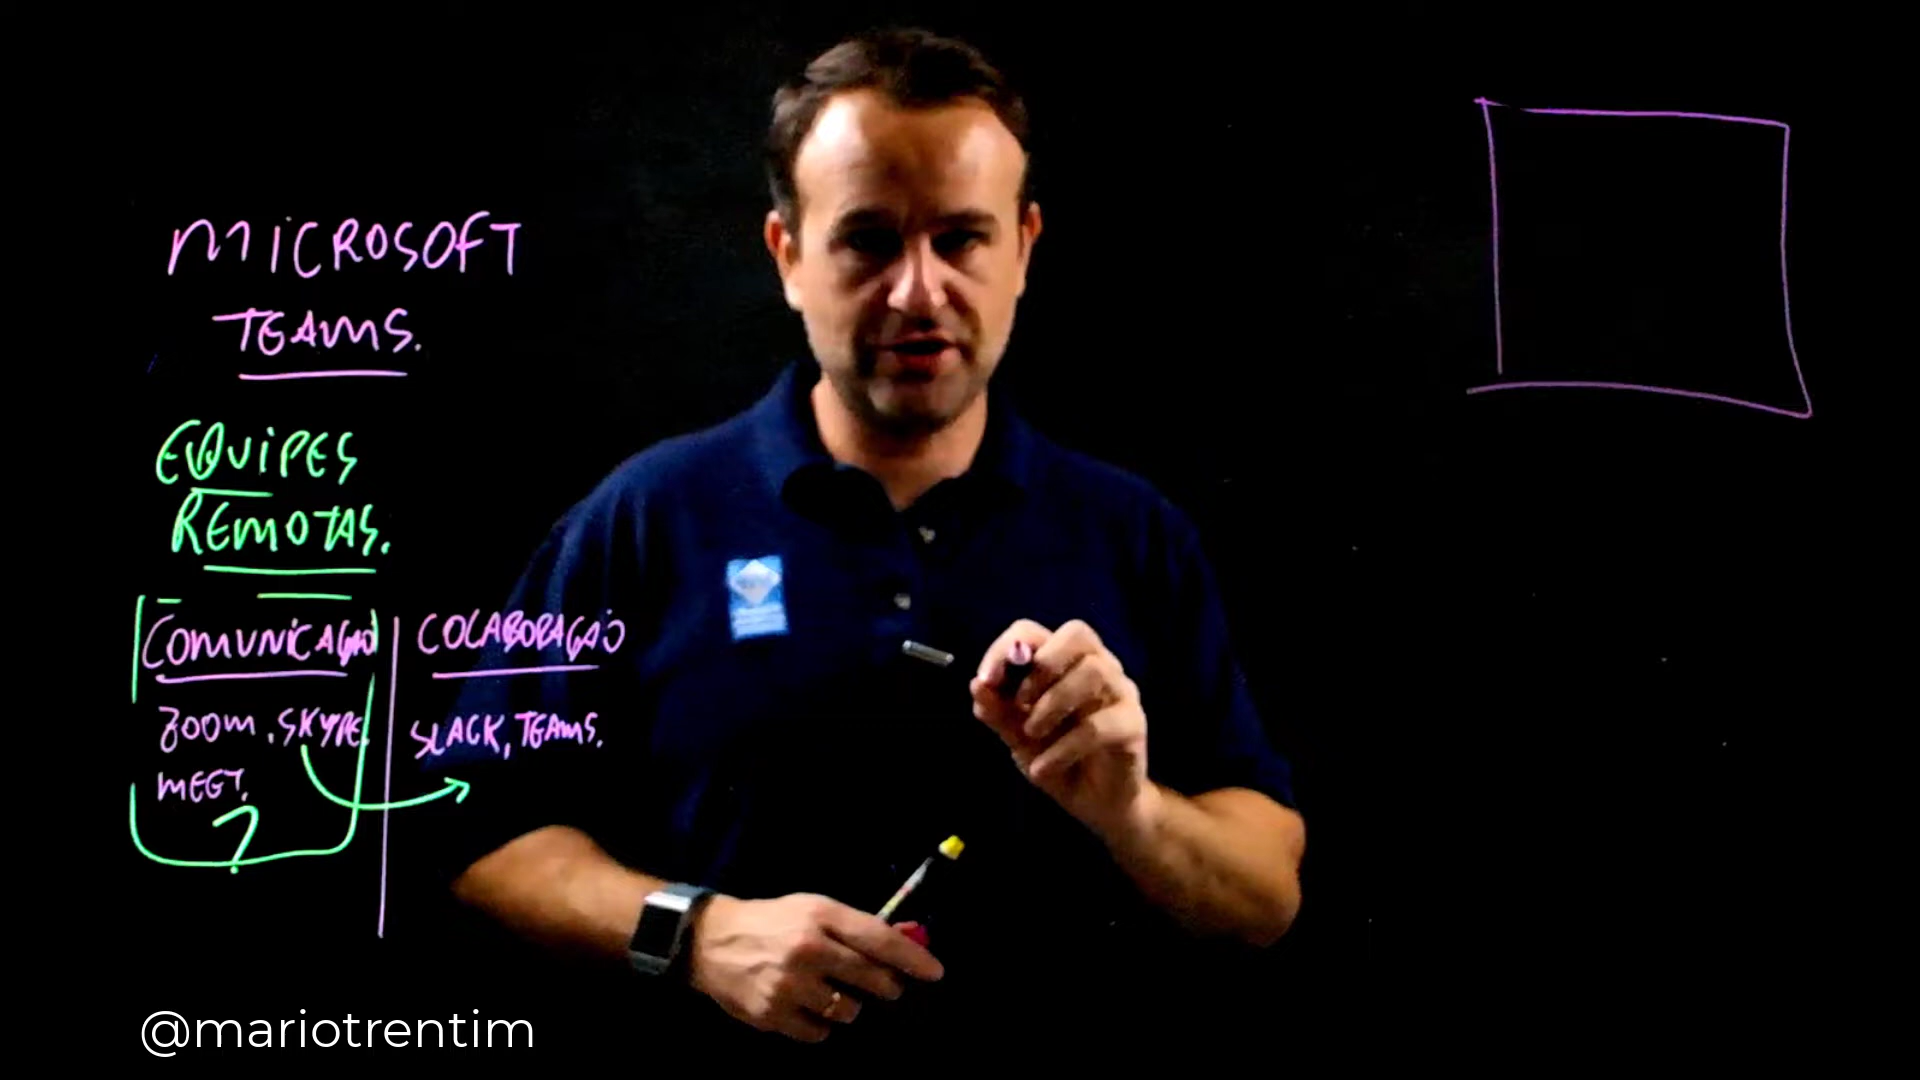 MICROSOFT
TEAMS.
EQUIPES
REMOTAS.
COMUNICAÇÃO
ZOOM, SKYPE,
MEET.
?
COLABORAÇÃO
SLACK, TEAMS.
@mariotrentim